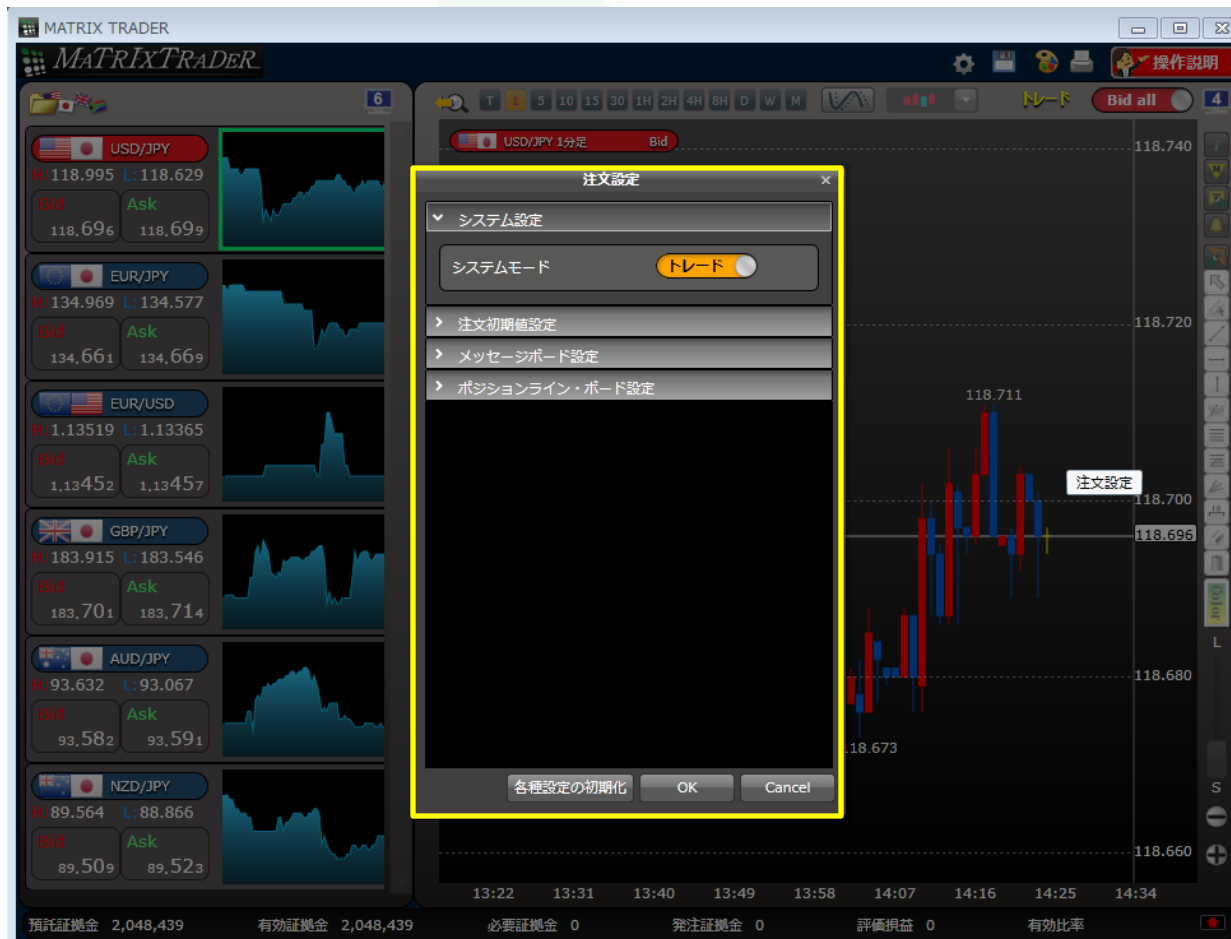 MATRIX TRADER
MATRIXTRADER
操作説明
6
T 1 5 10 15 30 1H 2H 4H 8H D W M
トレード
Bid all
4
USD/JPY
H:118.995 L:118.629
Bid Ask
118.696 118.699
EUR/JPY
H:134.969 L:134.577
Bid Ask
134.661 134.669
EUR/USD
H:1.13519 L:1.13365
Bid Ask
1.13452 1.13457
GBP/JPY
H:183.915 L:183.546
Bid Ask
183.701 183.714
AUD/JPY
H:93.632 L:93.067
Bid Ask
93.582 93.591
NZD/JPY
H:89.564 L:88.866
Bid Ask
89.509 89.523
USD/JPY 1分足 Bid
注文設定
システム設定
システムモード トレード
注文初期値設定
メッセージボード設定
ポジションライン・ボード設定
各種設定の初期化 OK Cancel
118.711
注文設定
118.740
118.720
118.700
118.696
118.680
118.660
18.673
10
Color
L
S
13:22 13:31 13:40 13:49 13:58 14:07 14:16 14:25 14:34
預託証拠金 2,048,439 有効証拠金 2,048,439 必要証拠金 0 発注証拠金 0 評価損益 0 有効比率